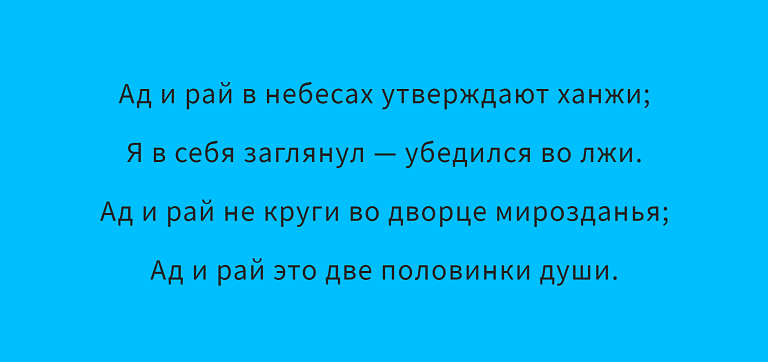 Ад и рай в небесах утверждают ханжи;
Я в себя заглянул — убедился во лжи.
Ад и рай не круги во дворце мирозданья;
Ад и рай это две половинки души.